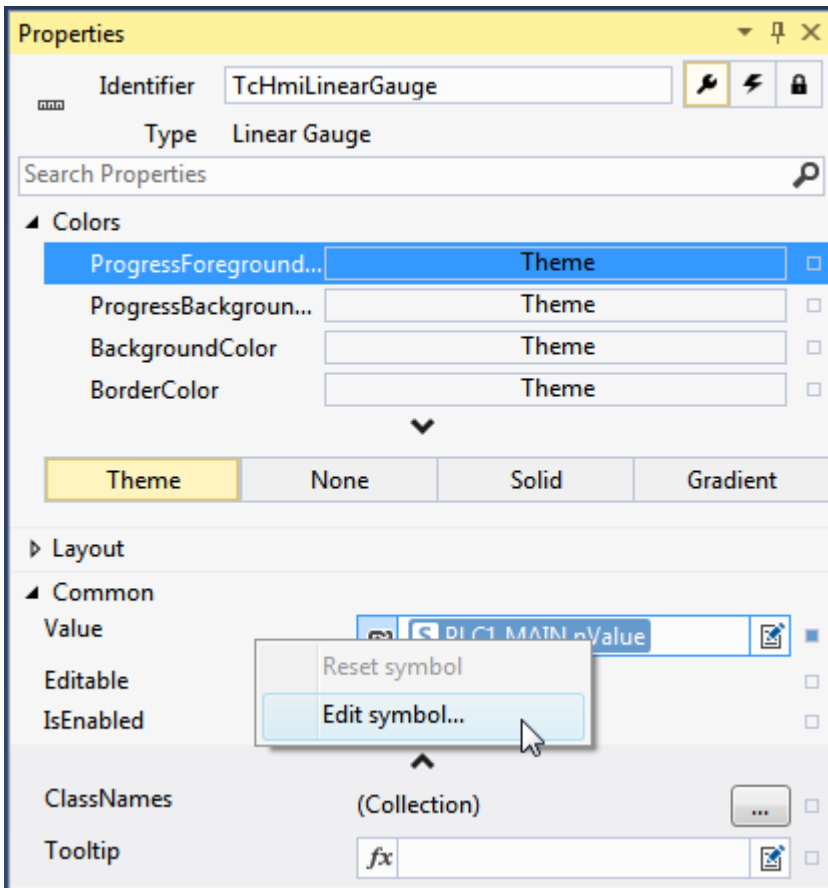 Properties
Identifier TcHmiLinearGauge
Type Linear Gauge
Search Properties
Colors
ProgressForeground... Theme
ProgressBackgroun... Theme
BackgroundColor Theme
BorderColor Theme
Theme None Solid Gradient
Layout
Common
Value S PLC1.MAIN.nValue
Reset symbol
Editable
Edit symbol...
IsEnabled
ClassNames (Collection) ...
Tooltip fx